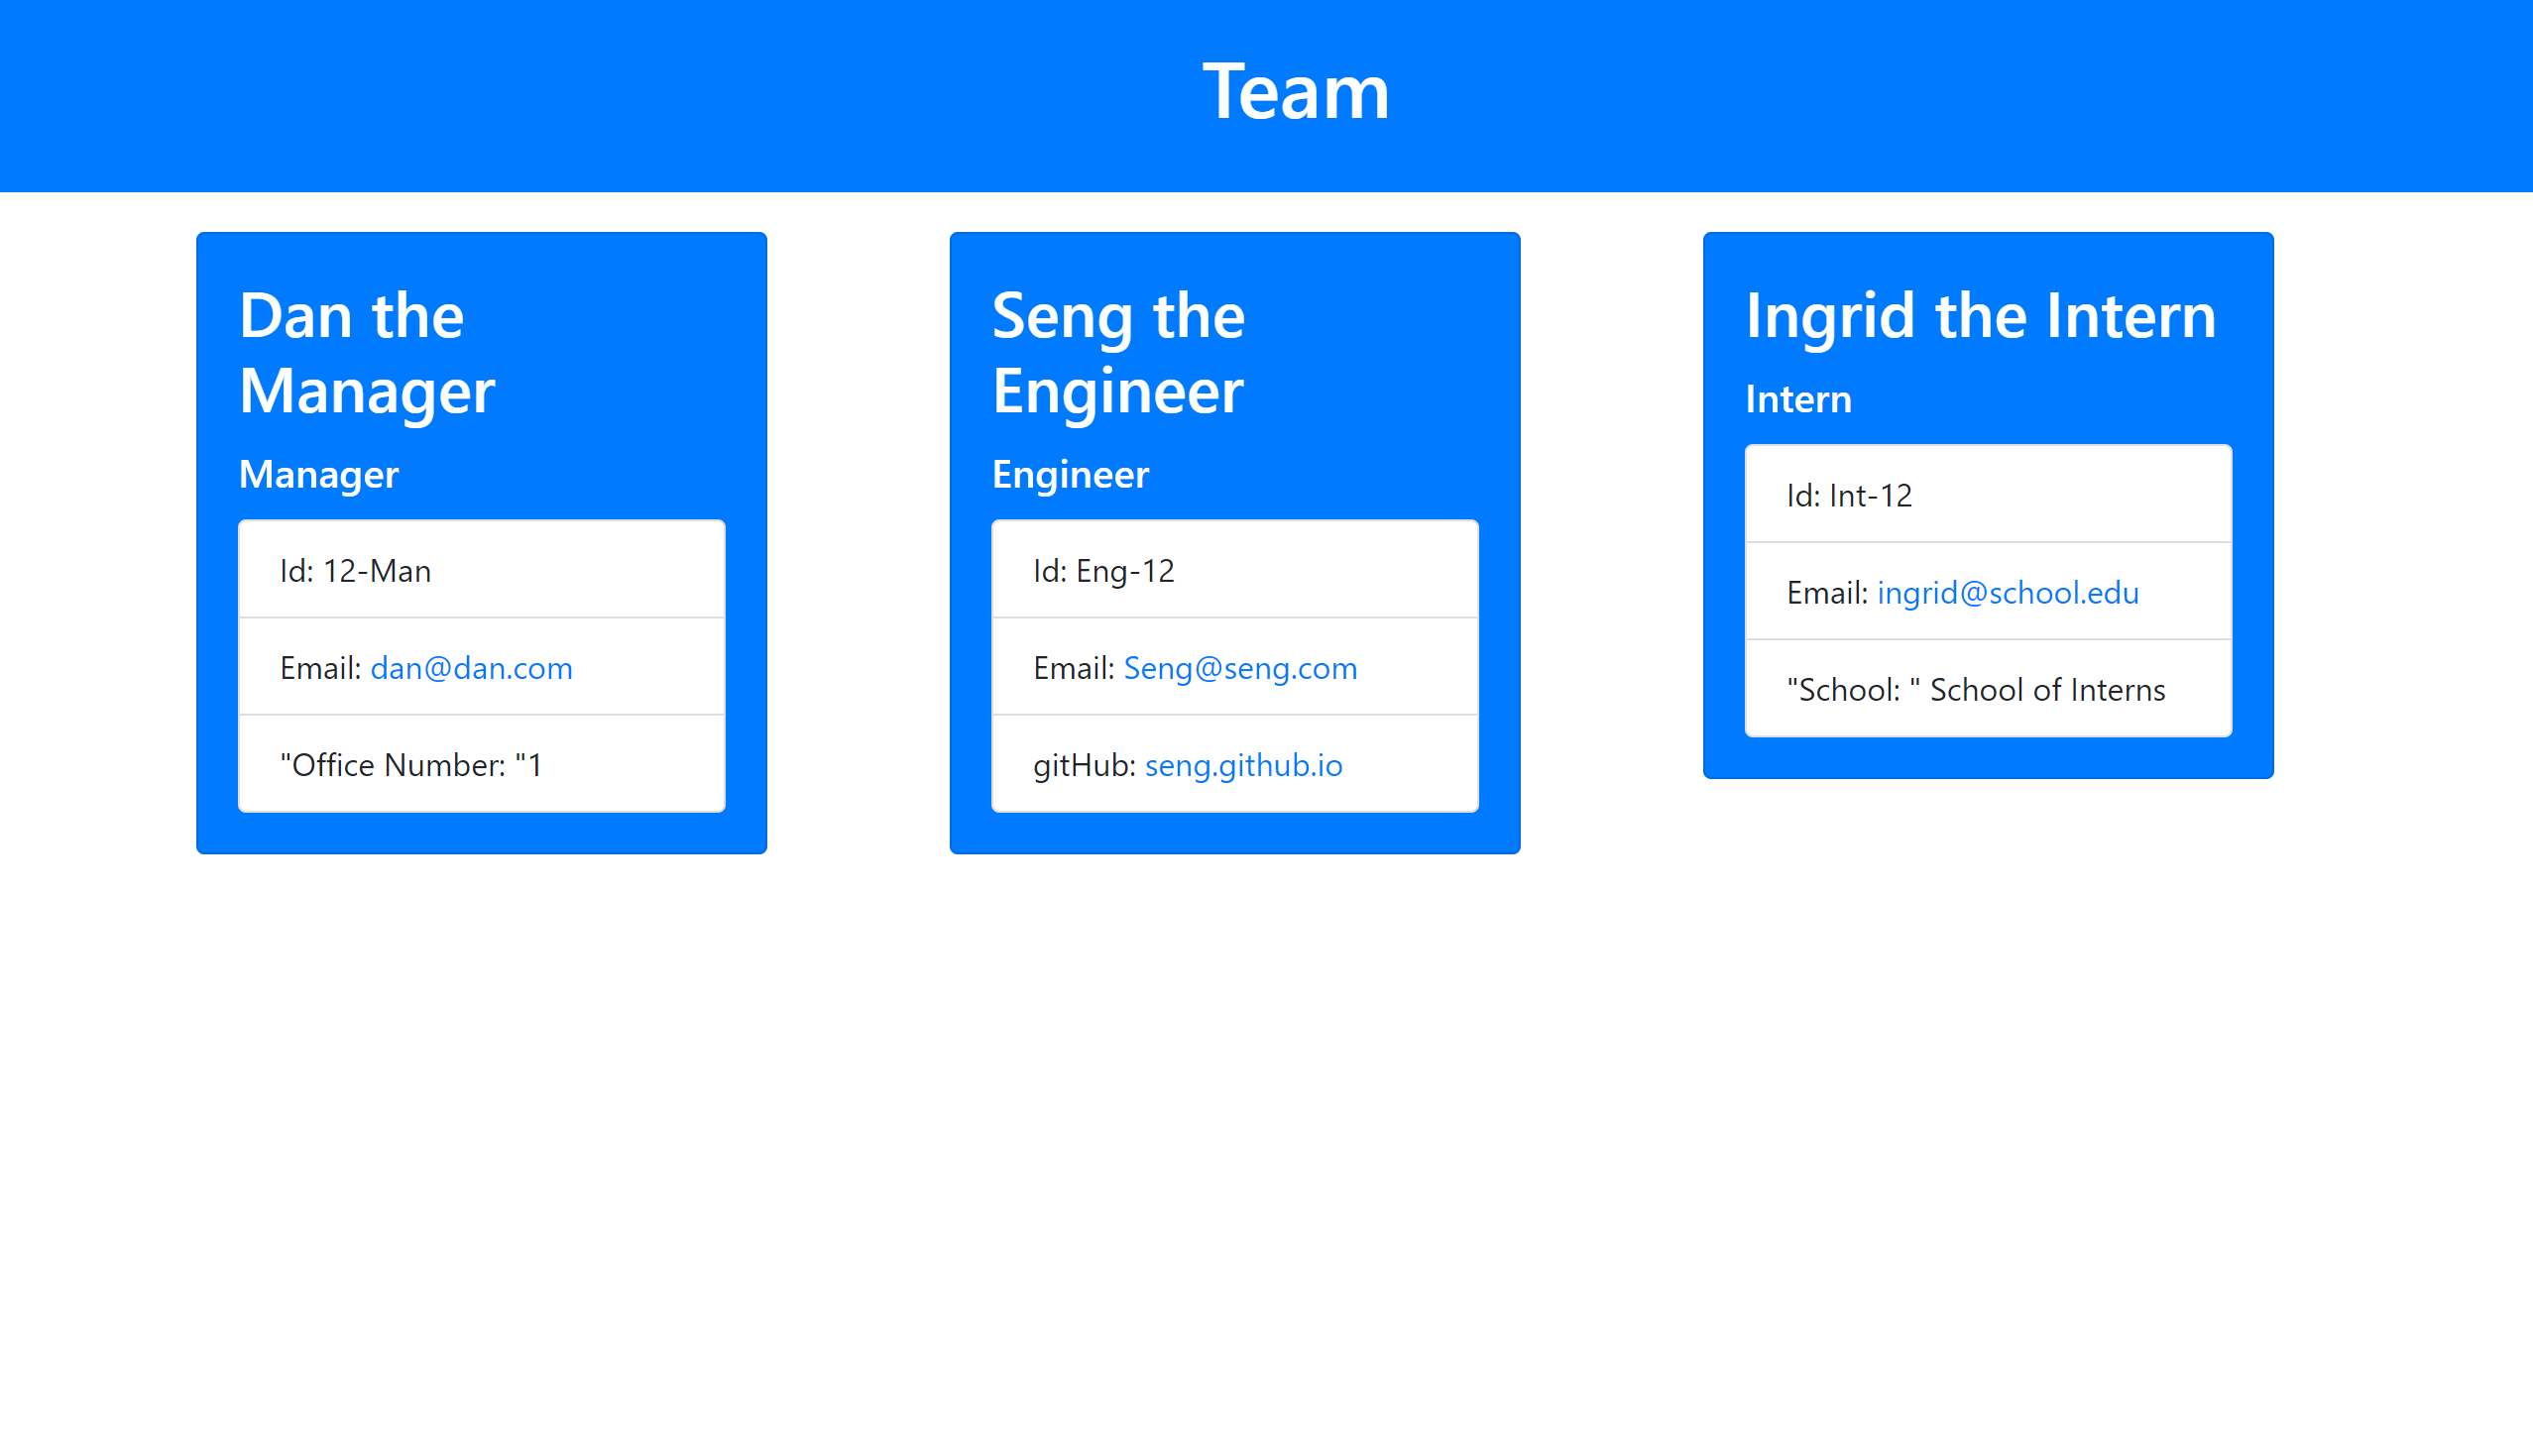 Team
Dan the
Manager
Manager
Id: 12-Man
Email: dan@dan.com
"Office Number: "1
Seng the
Engineer
Engineer
Id: Eng-12
Email: Seng@seng.com
gitHub: seng.github.io
Ingrid the Intern
Intern
Id: Int-12
Email: ingrid@school.edu
"School: " School of Interns